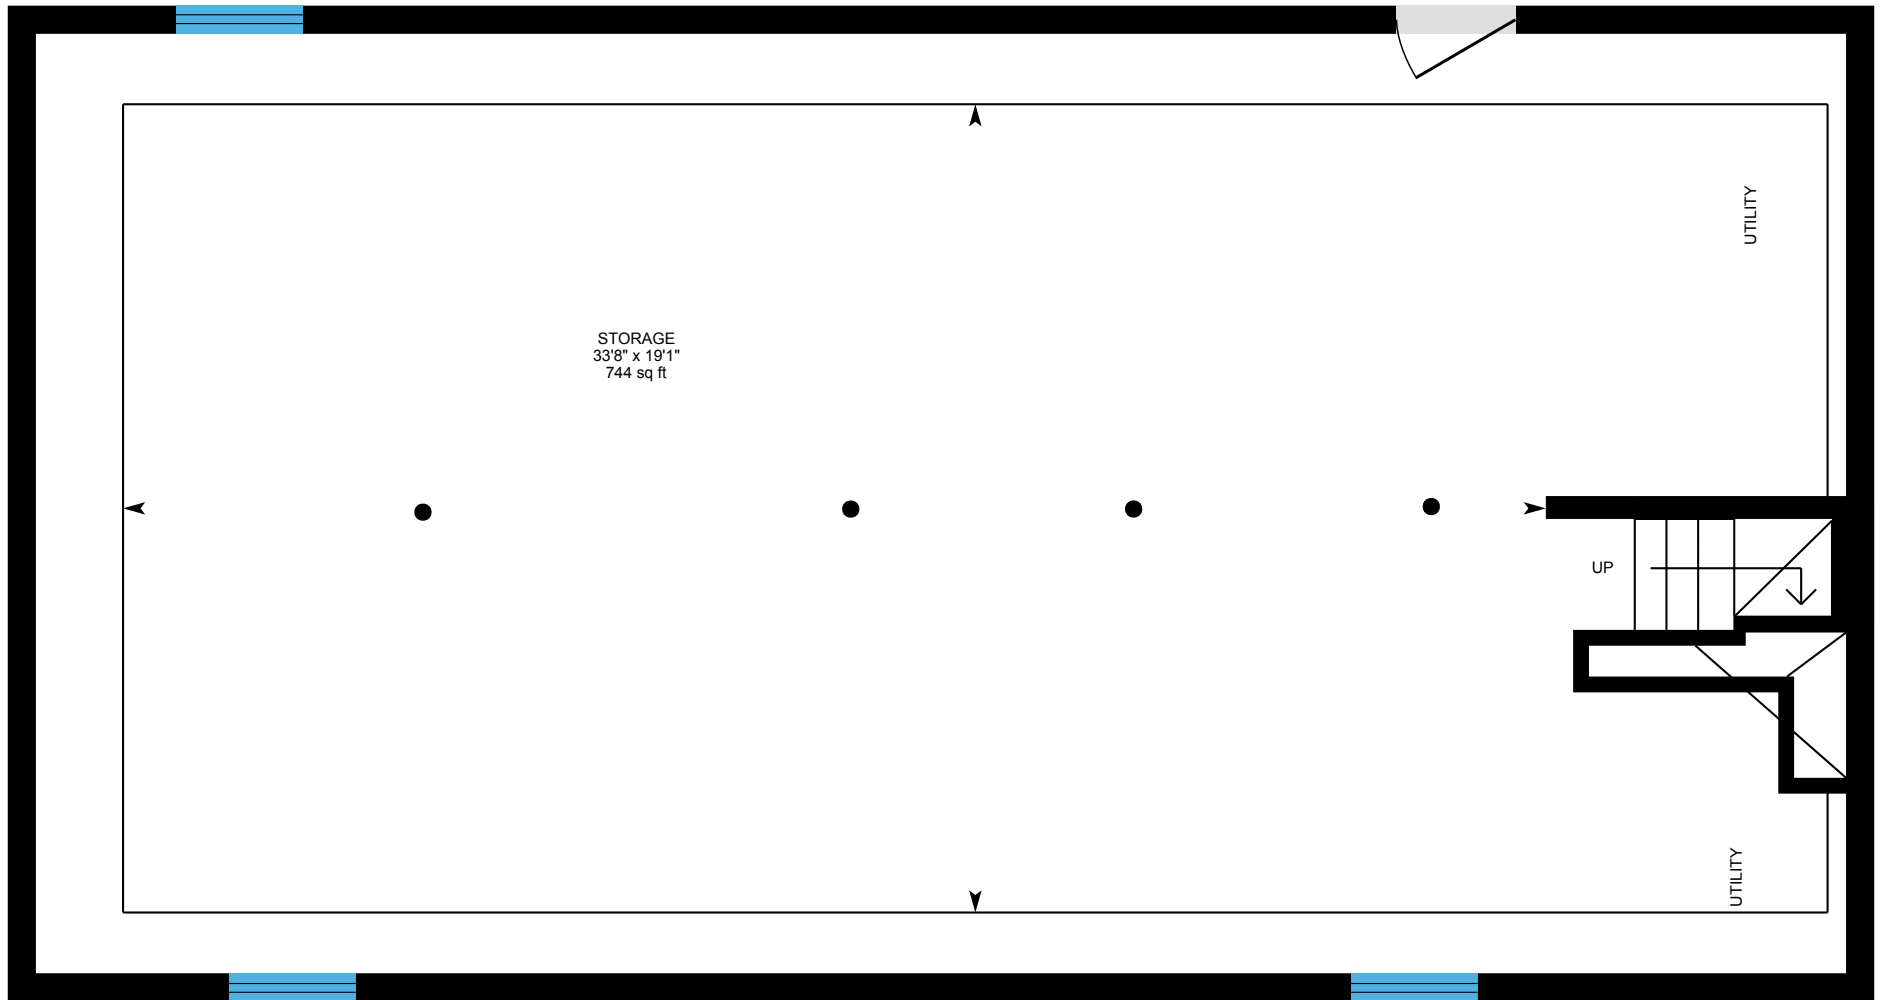 UTILITY
STORAGE
33'8" x 19'1"
744 sq ft
UP
UTILITY